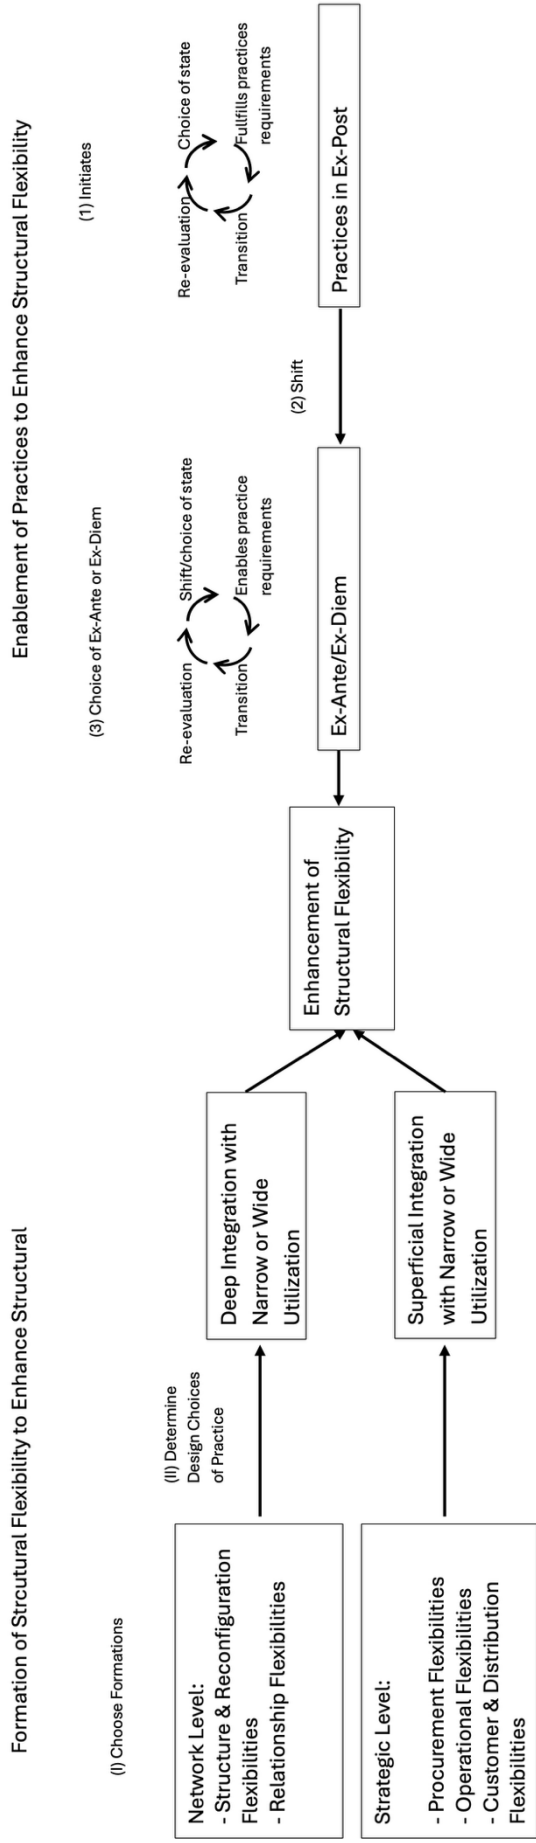 Formation of Strcutural Flexibility to Enhance Structural
(I) Choose Formations
Network Level:
- Structure & Reconfiguration
Flexibilities
- Relationship Flexibilities
Strategic Level:
- Procurement Flexibilities
- Operational Flexibilities
- Customer & Distribution
Flexibilities
(II) Determine
Design Choices
of Practice
Deep Integration with
Narrow or Wide
Utilization
Superficial Integration
with Narrow or Wide
Utilization
Enhancement of
Structural Flexibility
Enablement of Practices to Enhance Structural Flexibility
(3) Choice of Ex-Ante or Ex-Diem
Re-evaluation
Shift/choice of state
Transition
Enables practice
requirements
Ex-Ante/Ex-Diem
(2) Shift
(1) Initiates
Re-evaluation
Choice of state
Transition
Fullfills practices
requirements
Practices in Ex-Post